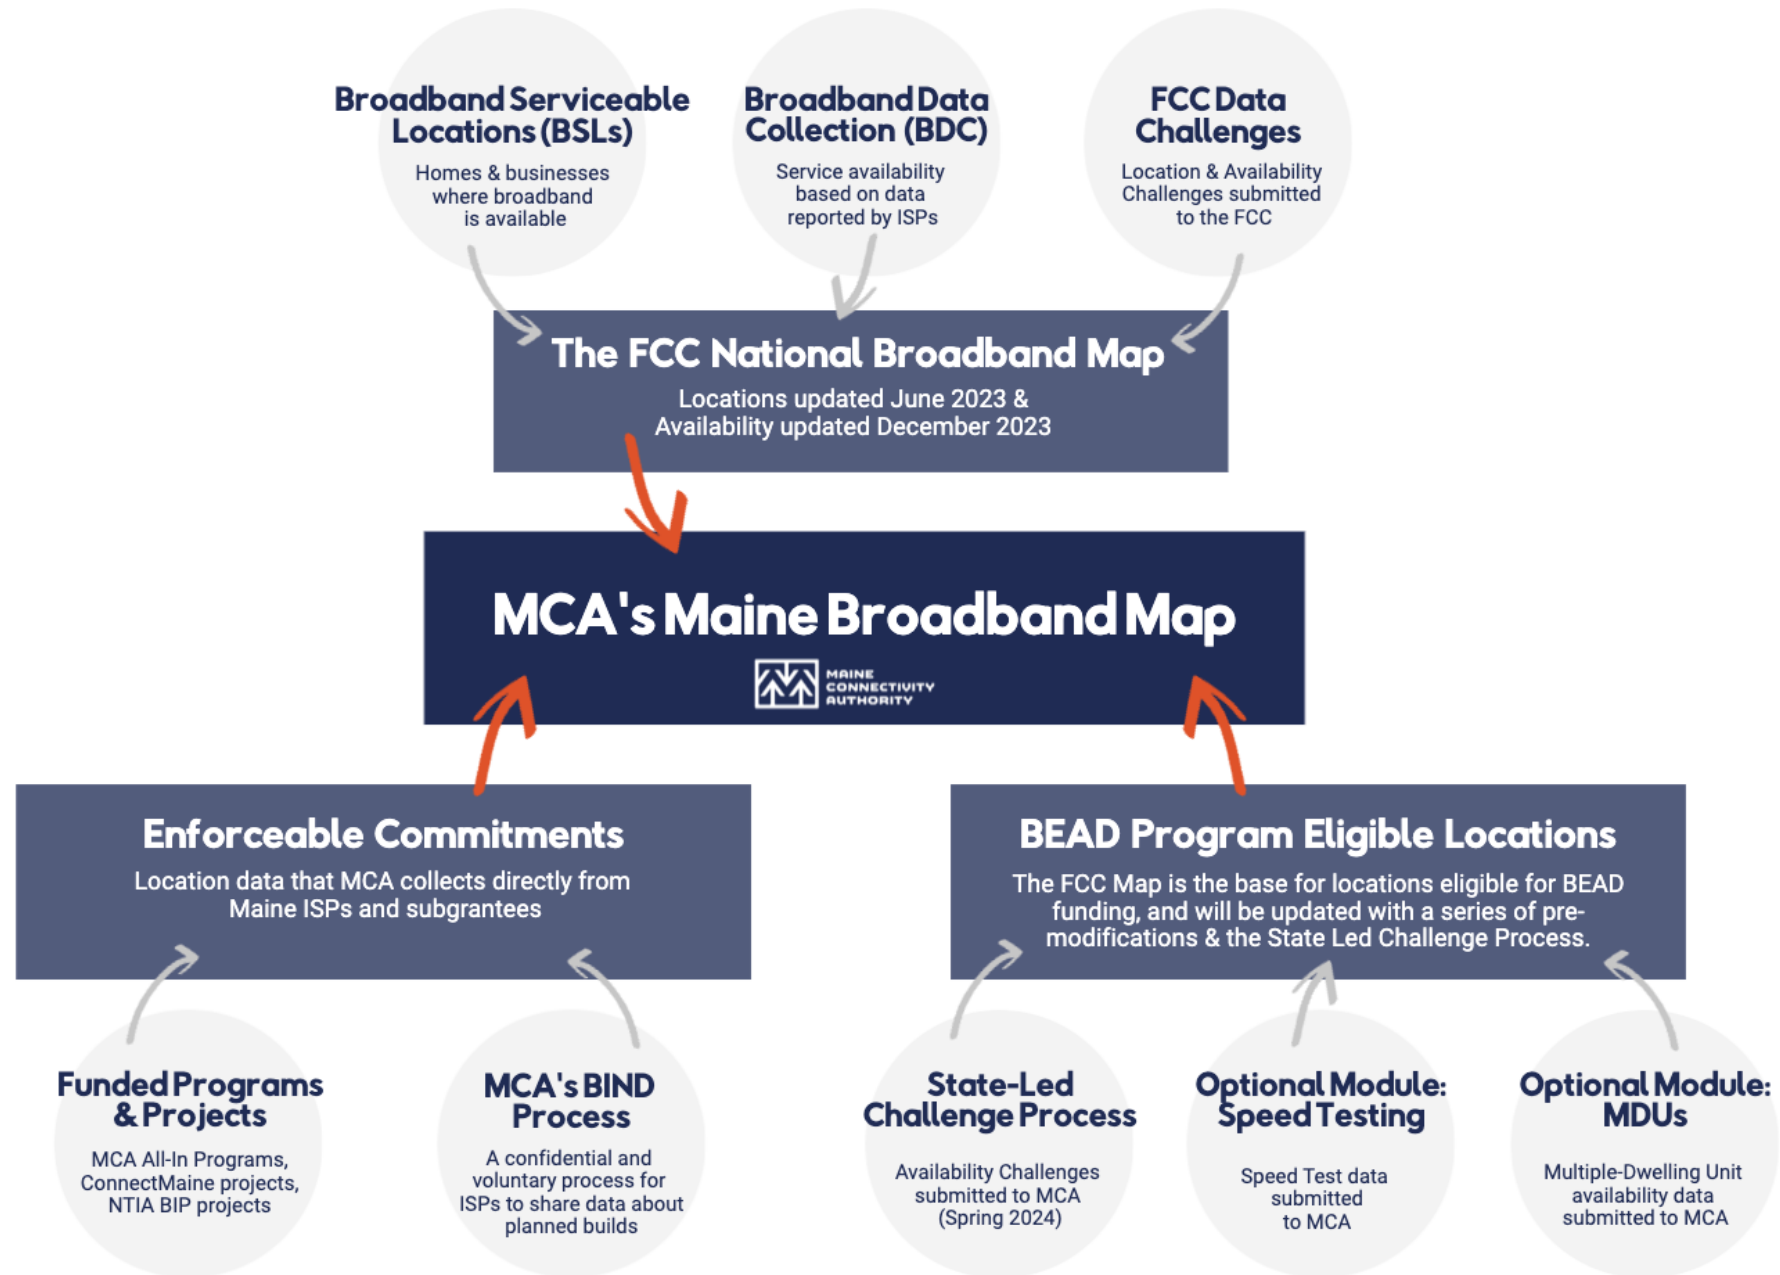 Broadband Serviceable
Locations (BSLs)
Homes & businesses
where broadband
is available
Broadband Data
Collection (BDC)
Service availability
based on data
reported by ISPs
FCC Data
Challenges
Location & Availability
Challenges submitted
to the FCC
The FCC National Broadband Map
Locations updated June 2023 &
Availability updated December 2023
MCA's Maine Broadband Map
MAINE
CONNECTIVITY
AUTHORITY
Enforceable Commitments
Location data that MCA collects directly from
Maine ISPs and subgrantees
BEAD Program Eligible Locations
The FCC Map is the base for locations eligible for BEAD
funding, and will be updated with a series of pre-
modifications & the State Led Challenge Process.
Funded Programs
& Projects
MCA All-In Programs,
ConnectMaine projects,
NTIA BIP projects
MCA's BIND
Process
A confidential and
voluntary process for
ISPs to share data about
planned builds
State-Led
Challenge Process
Availability Challenges
submitted to MCA
(Spring 2024)
Optional Module:
Speed Testing
Speed Test data
submitted
to MCA
Optional Module:
MDUs
Multiple-Dwelling Unit
availability data
submitted to MCA